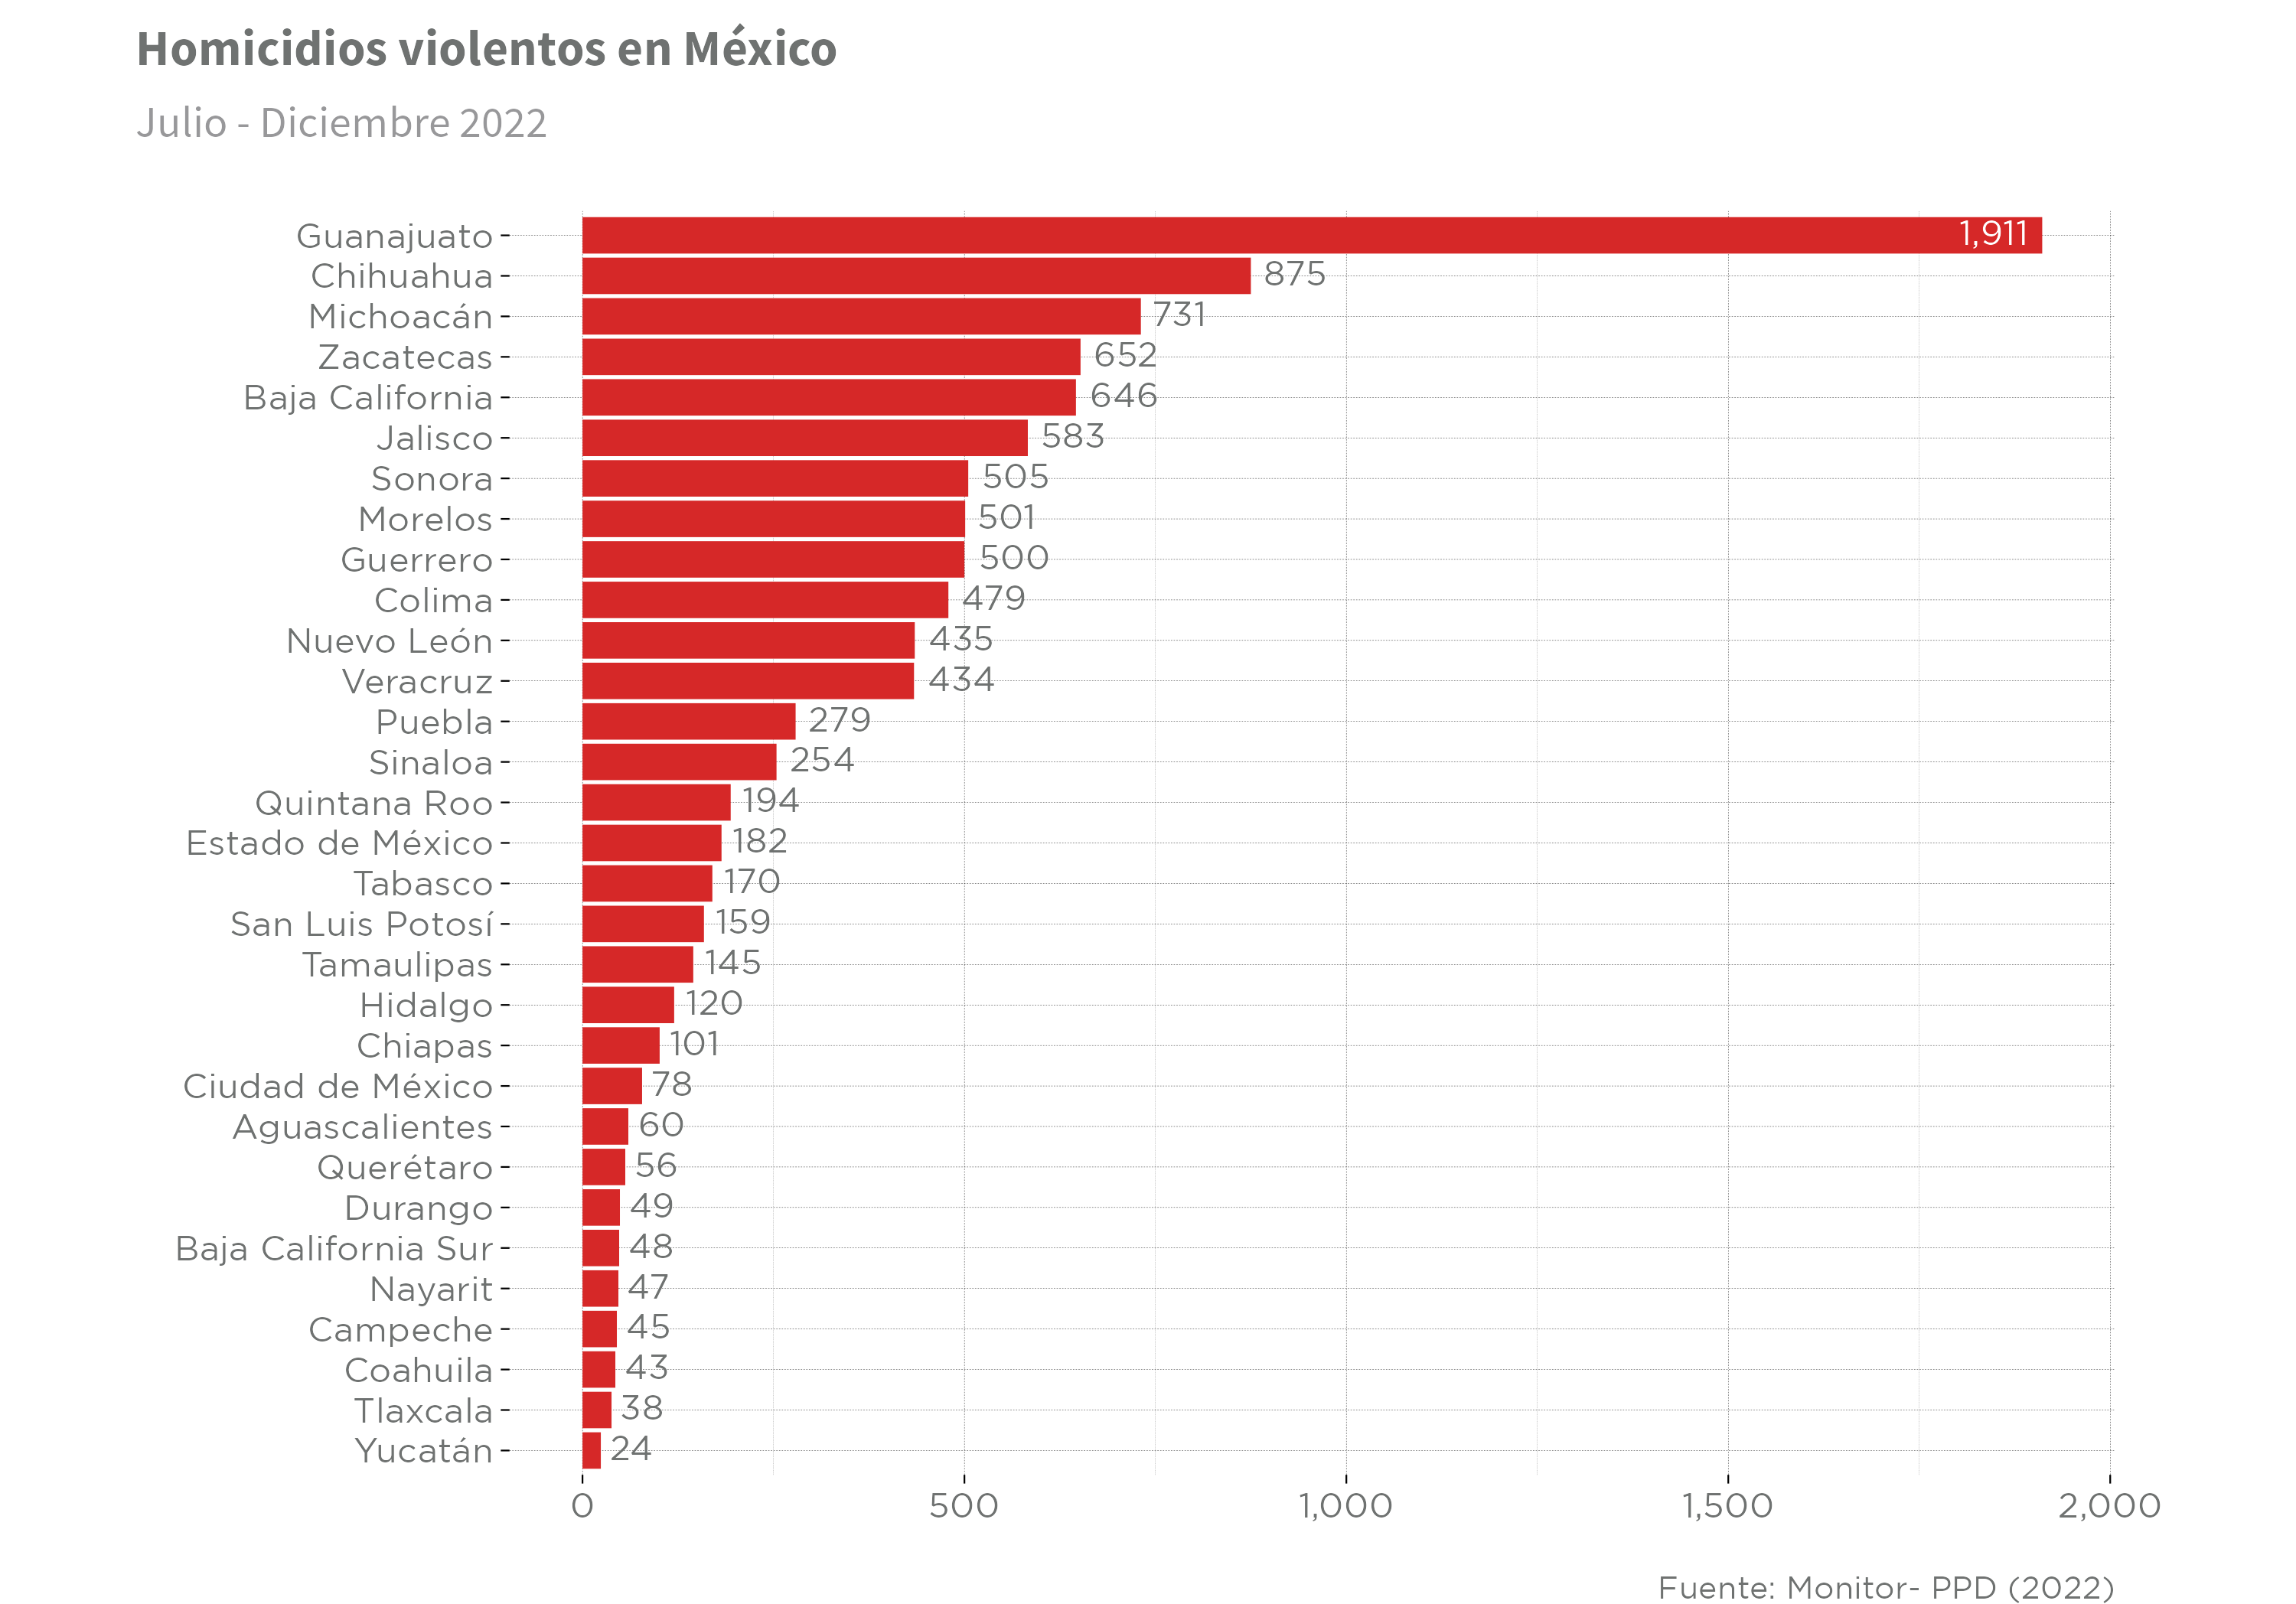 Homicidios violentos en México
Julio - Diciembre 2022
Guanajuato 1,911
Chihuahua 875
Michoacán 731
Zacatecas 652
Baja California 646
Jalisco 583
Sonora 505
Morelos 501
Guerrero 500
Colima 479
Nuevo León 435
Veracruz 434
Puebla 279
Sinaloa 254
Quintana Roo 194
Estado de México 182
Tabasco 170
San Luis Potosí 159
Tamaulipas 145
Hidalgo 120
Chiapas 101
Ciudad de México 78
Aguascalientes 60
Querétaro 56
Durango 49
Baja California Sur 48
Nayarit 47
Campeche 45
Coahuila 43
Tlaxcala 38
Yucatán 24
0 500 1,000 1,500 2,000
Fuente: Monitor- PPD (2022)